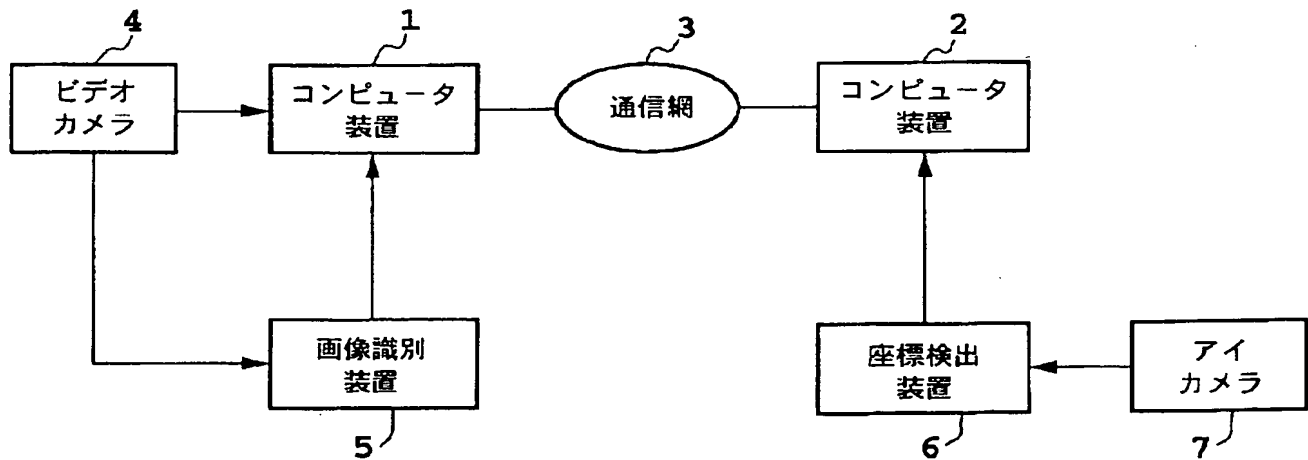 4
1
3
2
ビデオ
カメラ
コンピュータ
装置
通信網
コンピュータ
装置
画像識別
装置
座標検出
装置
アイ
カメラ
5
6
7